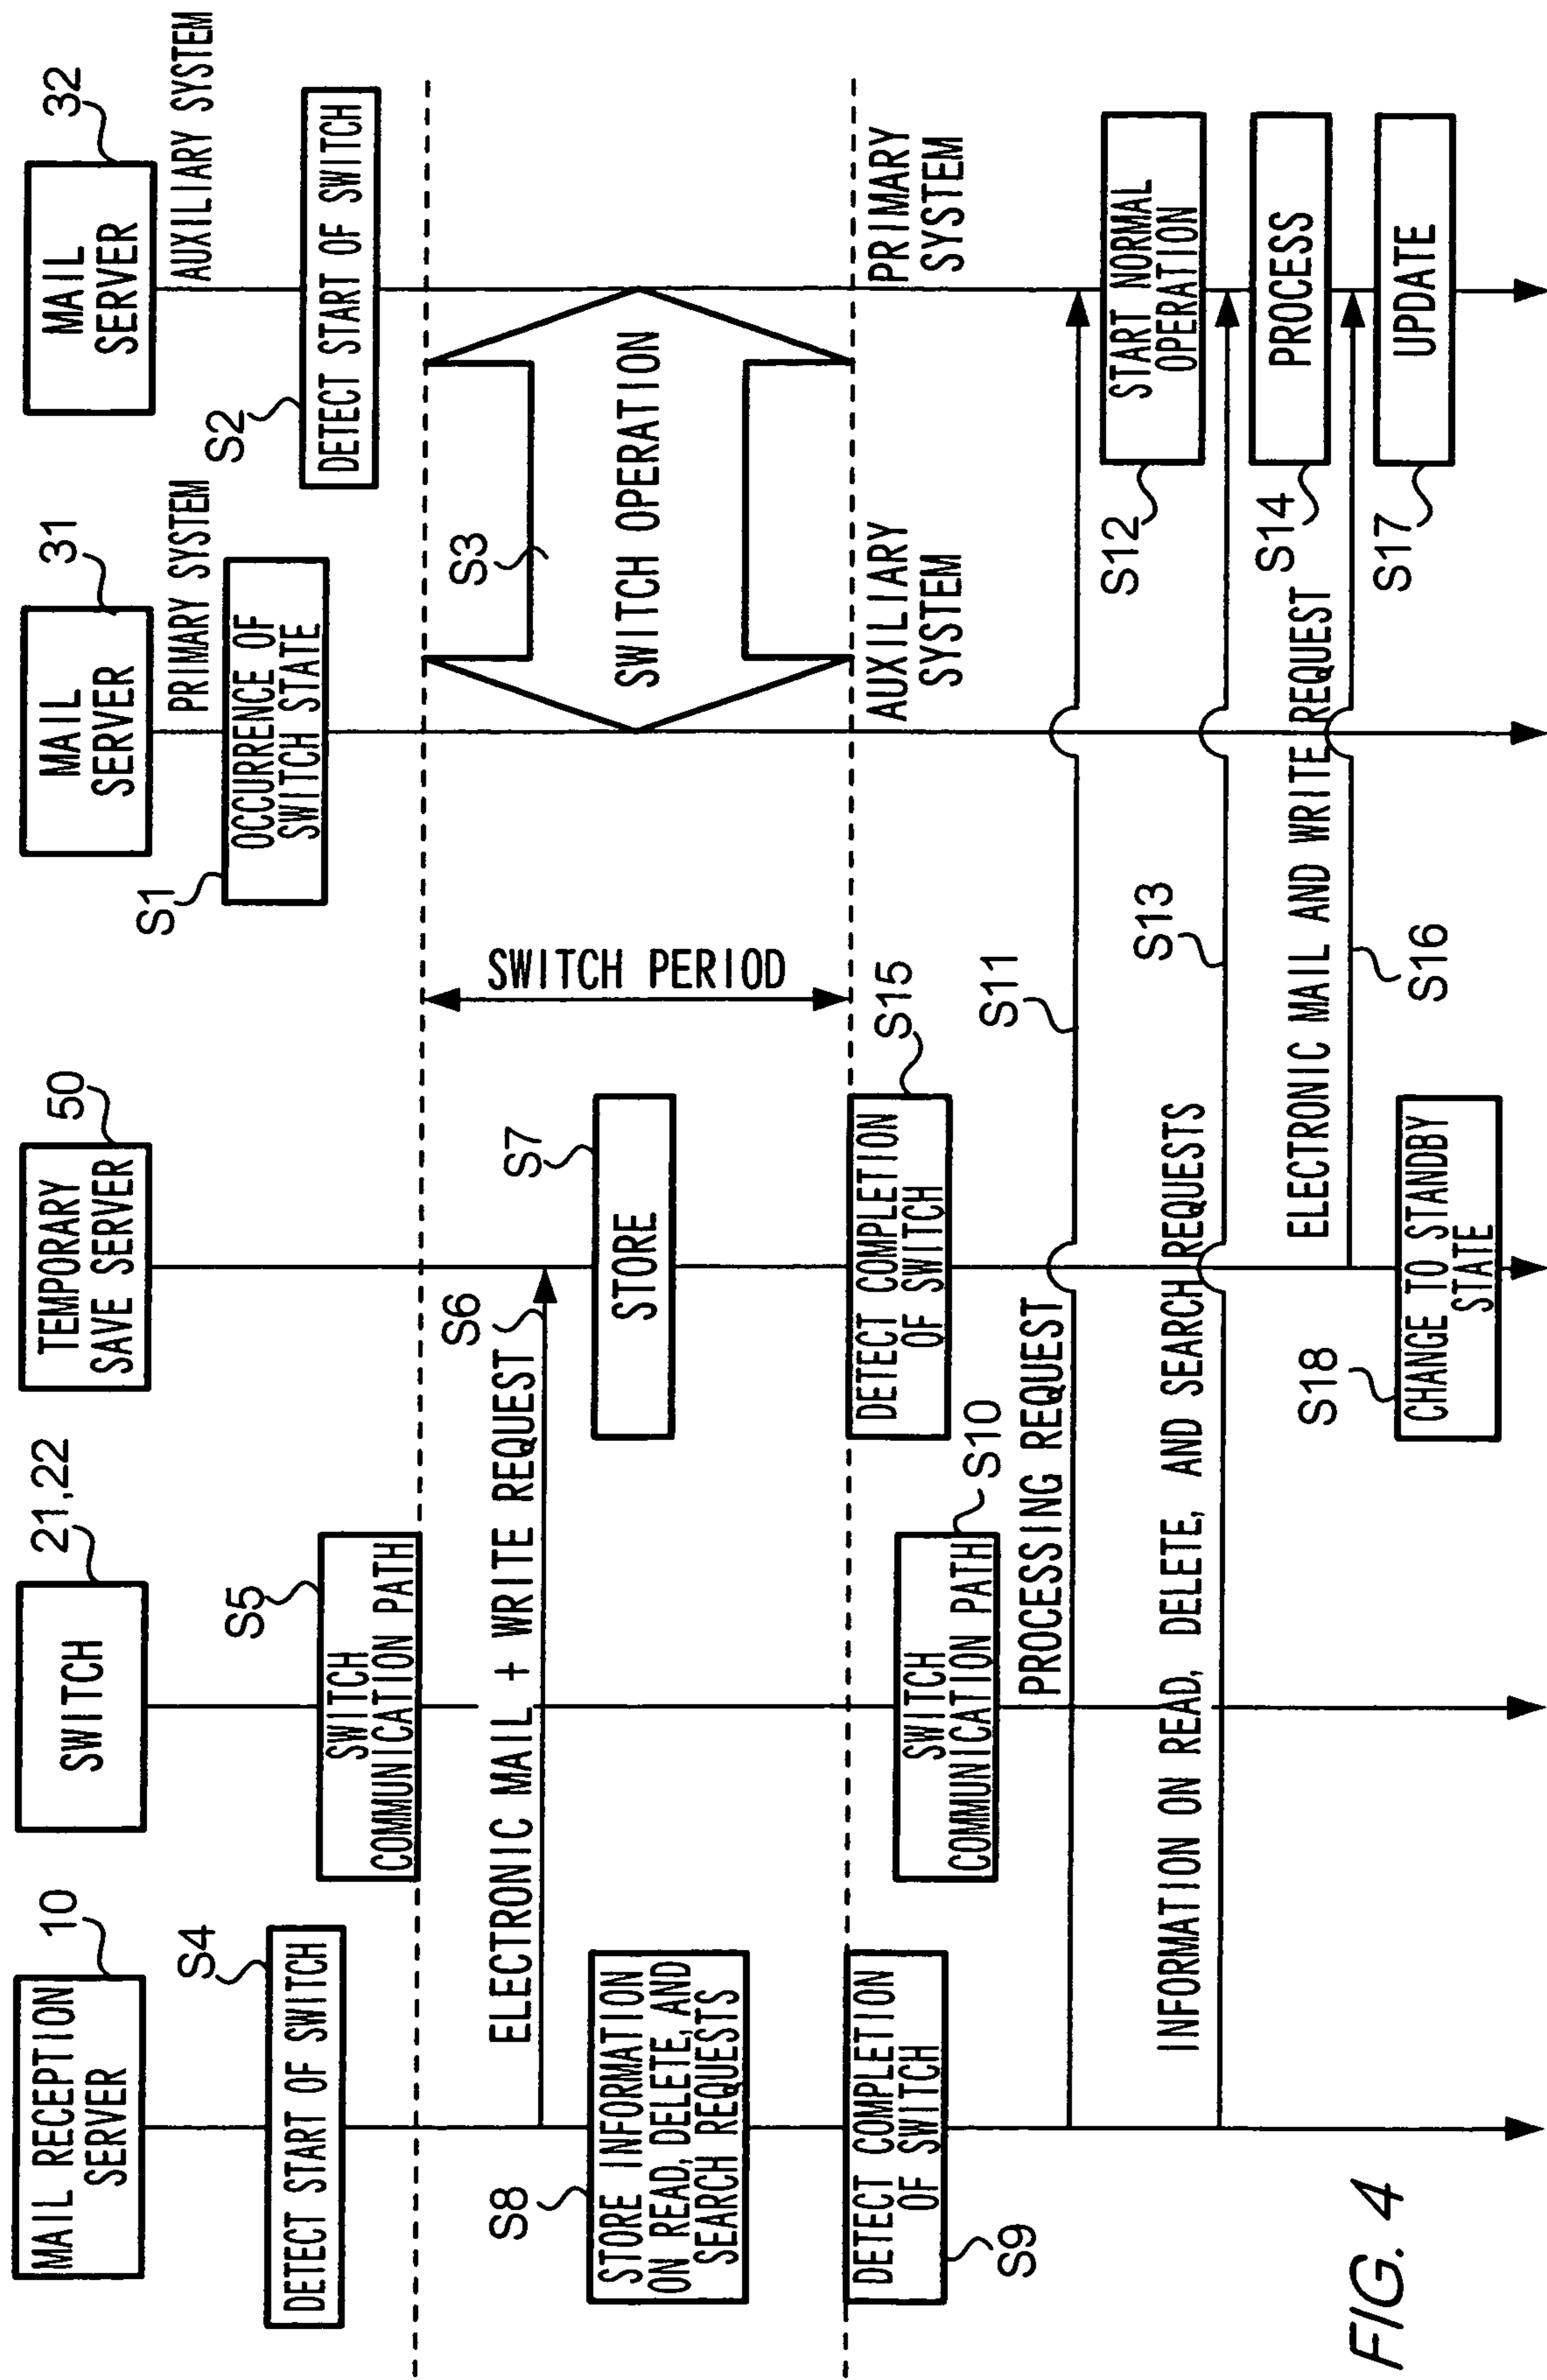 MAIL RECEPTION
SERVER
10
SWITCH
21,22
TEMPORARY
SAVE SERVER
50
MAIL
SERVER
31
PRIMARY SYSTEM
MAIL
SERVER
32
AUXILIARY SYSTEM
S1
OCCURRENCE OF
SWITCH STATE
S2
DETECT START OF SWITCH
S4
DETECT START OF SWITCH
S5
SWITCH
COMMUNICATION PATH
S3
SWITCH OPERATION
SWITCH PERIOD
ELECTRONIC MAIL + WRITE REQUEST
S6
S7
STORE
S8
STORE INFORMATION
ON READ, DELETE, AND
SEARCH REQUESTS
DETECT COMPLETION
OF SWITCH
S9
SWITCH
COMMUNICATION PATH
S10
DETECT COMPLETION
OF SWITCH
S15
AUXILIARY
SYSTEM
PRIMARY
SYSTEM
PROCESSING REQUEST
S11
START NORMAL
OPERATION
S12
INFORMATION ON READ, DELETE, AND SEARCH REQUESTS
S13
PROCESS
S14
ELECTRONIC MAIL AND WRITE REQUEST
S16
UPDATE
S17
S18
CHANGE TO STANDBY
STATE
FIG. 4